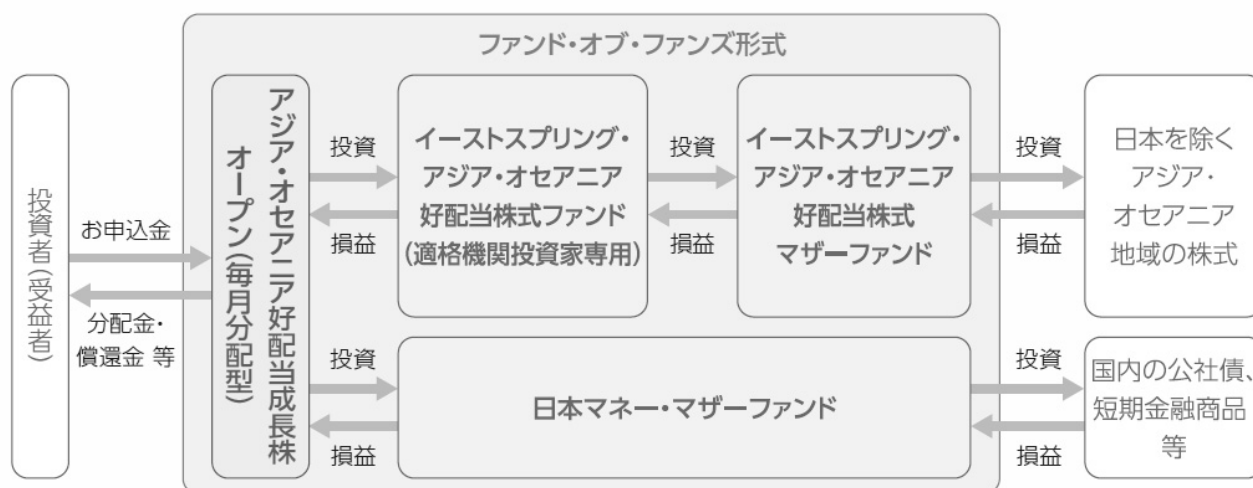 ファンド・オブ・ファンズ形式
投資者(受益者)
お申込金
分配金・
償還金 等
アジア・オセアニア好配当成長株
オープン(毎月分配型)
投資
損益
イーストスプリング・
アジア・オセアニア
好配当株式ファンド
(適格機関投資家専用)
投資
損益
イーストスプリング・
アジア・オセアニア
好配当株式
マザーファンド
投資
損益
日本を除く
アジア・
オセアニア
地域の株式
投資
損益
日本マネー・マザーファンド
投資
損益
国内の公社債、
短期金融商品
等